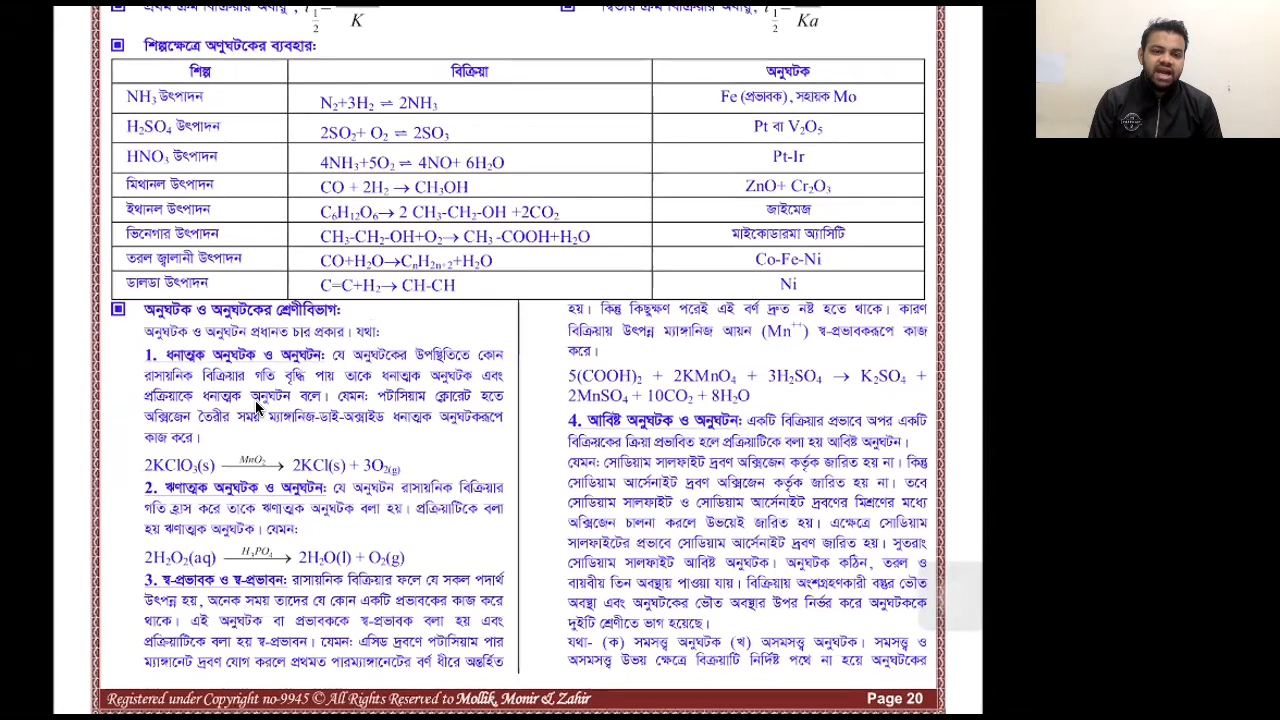 প্রথম ক্রম বিক্রিয়ার অর্ধায়ু, t 1/2 = K
দ্বিতীয় ক্রম বিক্রিয়ার অর্ধায়ু, t 1/2 = Ka
শিল্পক্ষেত্রে অণুঘটকের ব্যবহার:
শিল্প বিক্রিয়া অনুঘটক
NH₃ উৎপাদন N₂+3H₂ ⇌ 2NH₃ Fe (প্রভাবক), সহায়ক Mo
H₂SO₄ উৎপাদন 2SO₂+ O₂ ⇌ 2SO₃ Pt বা V₂O₅
HNO₃ উৎপাদন 4NH₃+5O₂ ⇌ 4NO+ 6H₂O Pt-Ir
মিথানল উৎপাদন CO + 2H₂ → CH₃OH ZnO+ Cr₂O₃
ইথানল উৎপাদন C₆H₁₂O₆→ 2 CH₃-CH₂-OH +2CO₂ জাইমেজ
ভিনেগার উৎপাদন CH₃-CH₂-OH+O₂→ CH₃ -COOH+H₂O মাইকোডারমা অ্যাসিটি
তরল জ্বালানী উৎপাদন CO+H₂O→CₙH₂ₙ₊₂+H₂O Co-Fe-Ni
ডালডা উৎপাদন C=C+H₂→ CH-CH Ni
অনুঘটক ও অনুঘটকের শ্রেণীবিভাগ:
অনুঘটক ও অনুঘটন প্রধানত চার প্রকার। যথা:
1. ধনাত্মক অনুঘটক ও অনুঘটন: যে অনুঘটকের উপস্থিতিতে কোন
রাসায়নিক বিক্রিয়ার গতি বৃদ্ধি পায় তাকে ধনাত্মক অনুঘটক এবং
প্রক্রিয়াকে ধনাত্মক অনুঘটন বলে। যেমন: পটাসিয়াম ক্লোরেট হতে
অক্সিজেন তৈরীর সময় ম্যাঙ্গানিজ-ডাই-অক্সাইড ধনাত্মক অনুঘটকরূপে
কাজ করে।
2KClO₃(s) MnO₂ → 2KCl(s) + 3O₂(g)
2. ঋণাত্মক অনুঘটক ও অনুঘটন: যে অনুঘটন রাসায়নিক বিক্রিয়ার
গতি হ্রাস করে তাকে ঋণাত্মক অনুঘটক বলা হয়। প্রক্রিয়াটিকে বলা
হয় ঋণাত্মক অনুঘটক। যেমন:
2H₂O₂(aq) H₃PO₄ → 2H₂O(l) + O₂(g)
3. স্ব-প্রভাবক ও স্ব-প্রভাবন: রাসায়নিক বিক্রিয়ার ফলে যে সকল পদার্থ
উৎপন্ন হয়, অনেক সময় তাদের যে কোন একটি প্রভাবকের কাজ করে
থাকে। এই অনুঘটক বা প্রভাবককে স্ব-প্রভাবক বলা হয় এবং
প্রক্রিয়াটিকে বলা হয় স্ব-প্রভাবন। যেমন: এসিড দ্রবণে পটাসিয়াম পার
ম্যাঙ্গানেট দ্রবণ যোগ করলে প্রথমত পারম্যাঙ্গানেটের বর্ণ ধীরে অন্তর্হিত
হয়। কিন্তু কিছুক্ষণ পরেই এই বর্ণ দ্রুত নষ্ট হতে থাকে। কারণ
বিক্রিয়ায় উৎপন্ন ম্যাঙ্গানিজ আয়ন (Mn⁺⁺) স্ব-প্রভাবকরূপে কাজ
করে।
5(COOH)₂ + 2KMnO₄ + 3H₂SO₄ → K₂SO₄ +
2MnSO₄ + 10CO₂ + 8H₂O
4. আবিষ্ট অনুঘটক ও অনুঘটন: একটি বিক্রিয়ার প্রভাবে অপর একটি
বিক্রিয়কের ক্রিয়া প্রভাবিত হলে প্রক্রিয়াটিকে বলা হয় আবিষ্ট অনুঘটন।
যেমন: সোডিয়াম সালফাইট দ্রবণ অক্সিজেন কর্তৃক জারিত হয় না। কিন্তু
সোডিয়াম আর্সেনাইট দ্রবণ অক্সিজেন কর্তৃক জারিত হয় না। তবে
সোডিয়াম সালফাইট ও সোডিয়াম আর্সেনাইট দ্রবণের মিশ্রণের মধ্যে
অক্সিজেন চালনা করলে উভয়েই জারিত হয়। এক্ষেত্রে সোডিয়াম
সালফাইটের প্রভাবে সোডিয়াম আর্সেনাইট দ্রবণ জারিত হয়। সুতরাং
সোডিয়াম সালফাইট আবিষ্ট অনুঘটক। অনুঘটক কঠিন, তরল ও
বায়বীয় তিন অবস্থায় পাওয়া যায়। বিক্রিয়ায় অংশগ্রহণকারী বস্তুর ভৌত
অবস্থা এবং অনুঘটকের ভৌত অবস্থার উপর নির্ভর করে অনুঘটককে
দুইটি শ্রেণীতে ভাগ হয়েছে।
যথা- (ক) সমসত্ত্ব অনুঘটক (খ) অসমসত্ত্ব অনুঘটক। সমসত্ত্ব ও
অসমসত্ত্ব উভয় ক্ষেত্রে বিক্রয়াটি নির্দিষ্ট পথে না হয়ে অনুঘটকের
Registered under Copyright no-9945 © All Rights Reserved to Mollik, Monir & Zahir Page 20